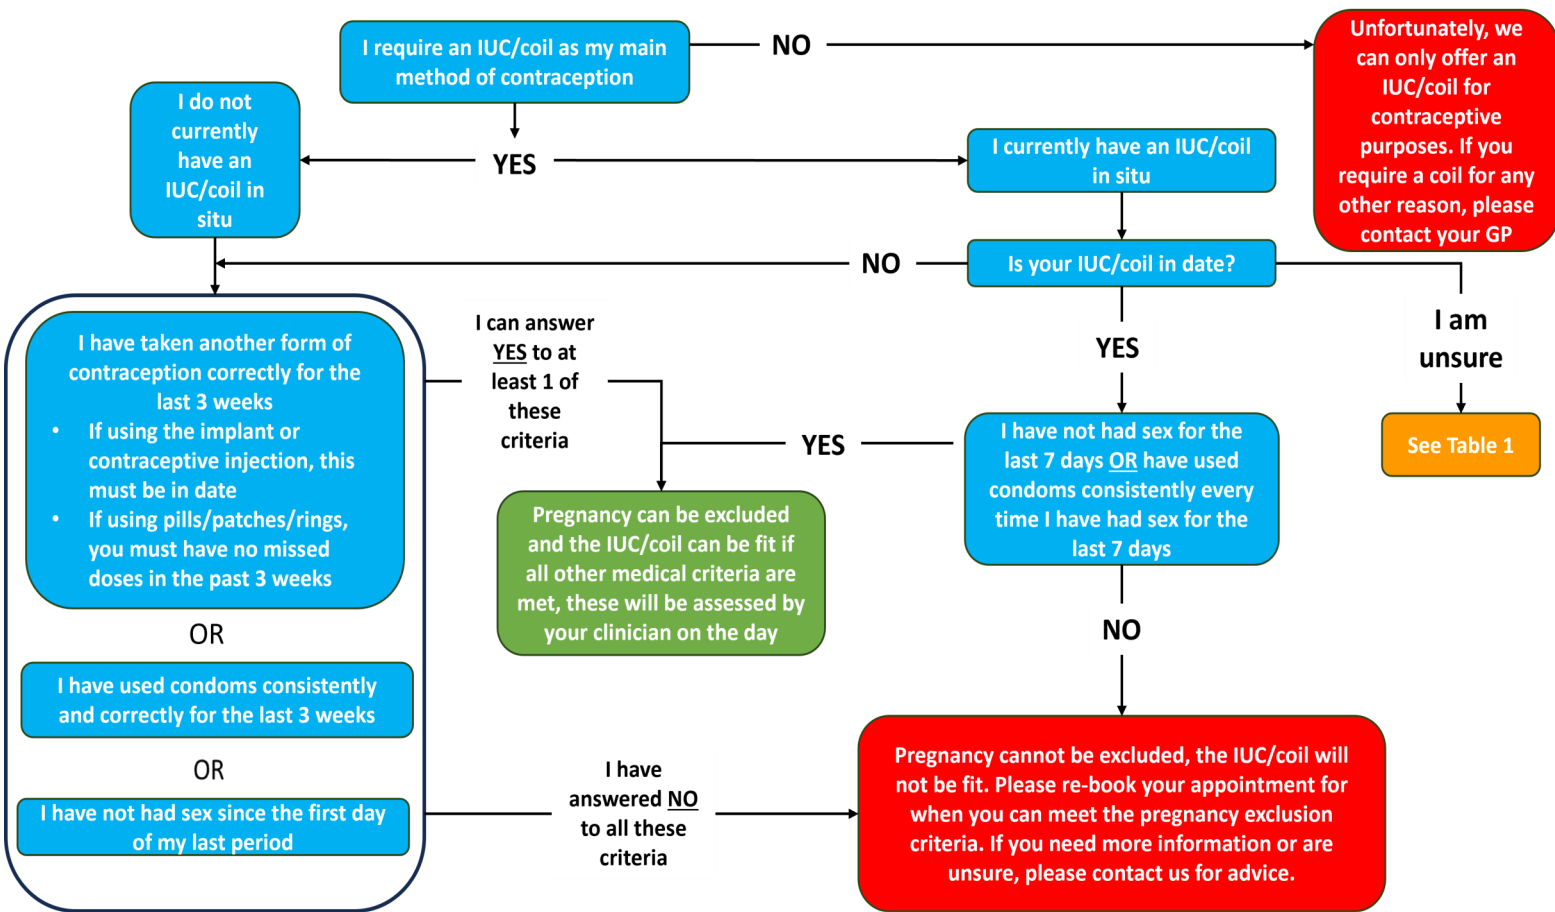 I require an IUC/coil as my main
method of contraception
NO
Unfortunately, we
can only offer an
IUC/coil for
contraceptive
purposes. If you
require a coil for any
other reason, please
contact your GP
I do not
currently
have an
IUC/coil in
situ
YES
I currently have an IUC/coil
in situ
NO
Is your IUC/coil in date?
I am
unsure
See Table 1
YES
I have taken another form of
contraception correctly for the
last 3 weeks
• If using the implant or
contraceptive injection, this
must be in date
• If using pills/patches/rings,
you must have no missed
doses in the past 3 weeks
OR
I have used condoms consistently
and correctly for the last 3 weeks
OR
I have not had sex since the first day
of my last period
I can answer
YES to at
least 1 of
these
criteria
YES
I have not had sex for the
last 7 days OR have used
condoms consistently every
time I have had sex for the
last 7 days
Pregnancy can be excluded
and the IUC/coil can be fit if
all other medical criteria are
met, these will be assessed by
your clinician on the day
NO
I have
answered NO
to all these
criteria
Pregnancy cannot be excluded, the IUC/coil will
not be fit. Please re-book your appointment for
when you can meet the pregnancy exclusion
criteria. If you need more information or are
unsure, please contact us for advice.